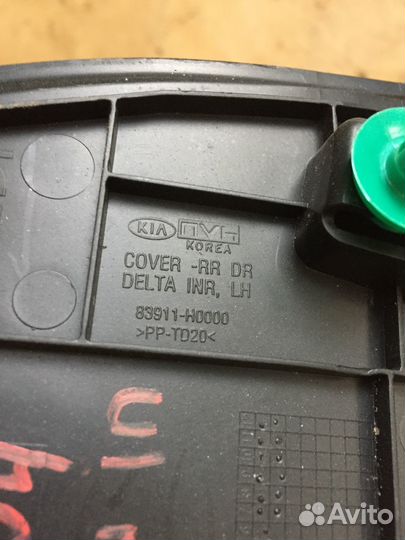 KIA
KOREA
COVER -RR DR
DELTA INR, LH
83911-H0000
>PP-TD20<
Avito